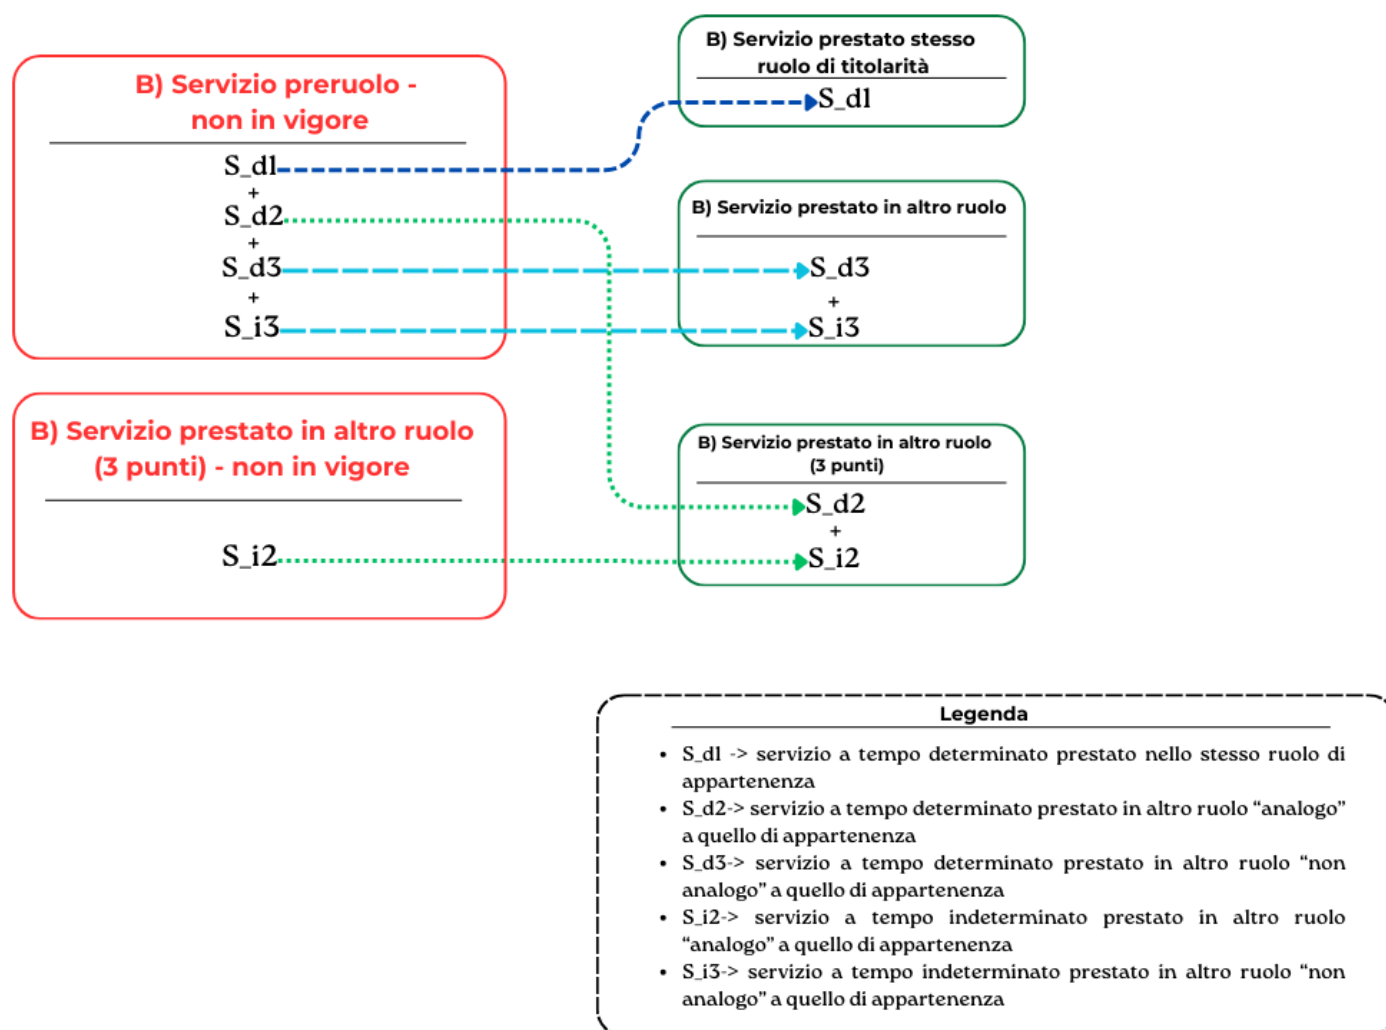 B) Servizio preruolo -
non in vigore
S_d1
+
S_d2
+
S_d3
+
S_i3
B) Servizio prestato in altro ruolo
(3 punti) - non in vigore
S_i2
B) Servizio prestato stesso
ruolo di titolarità
S_d1
B) Servizio prestato in altro ruolo
S_d3
+
S_i3
B) Servizio prestato in altro ruolo
(3 punti)
S_d2
+
S_i2
Legenda
• S_d1 -> servizio a tempo determinato prestato nello stesso ruolo di
appartenenza
• S_d2-> servizio a tempo determinato prestato in altro ruolo “analogo”
a quello di appartenenza
• S_d3-> servizio a tempo determinato prestato in altro ruolo “non
analogo” a quello di appartenenza
• S_i2-> servizio a tempo indeterminato prestato in altro ruolo
“analogo” a quello di appartenenza
• S_i3-> servizio a tempo indeterminato prestato in altro ruolo “non
analogo” a quello di appartenenza